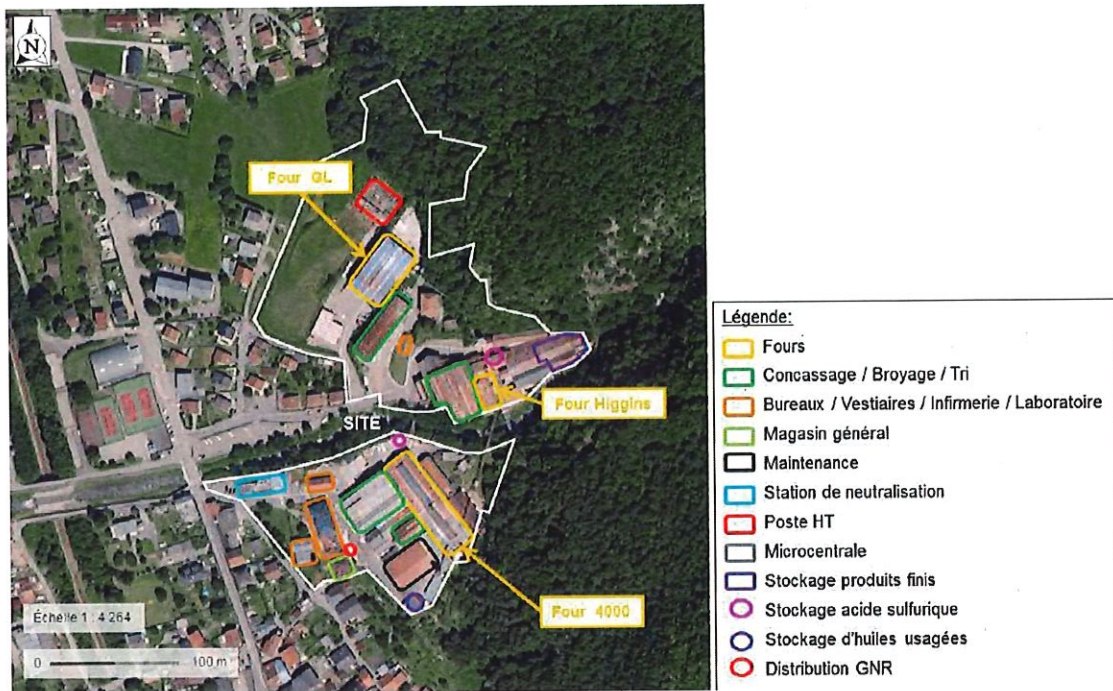 N
Four GL
Four Higgins
SITE
Four 4000
Échelle 1 : 4 264
0 100 m
Légende:
Fours
Concassage / Broyage / Tri
Bureaux / Vestiaires / Infirmerie / Laboratoire
Magasin général
Maintenance
Station de neutralisation
Poste HT
Microcentrale
Stockage produits finis
Stockage acide sulfurique
Stockage d'huiles usagées
Distribution GNR